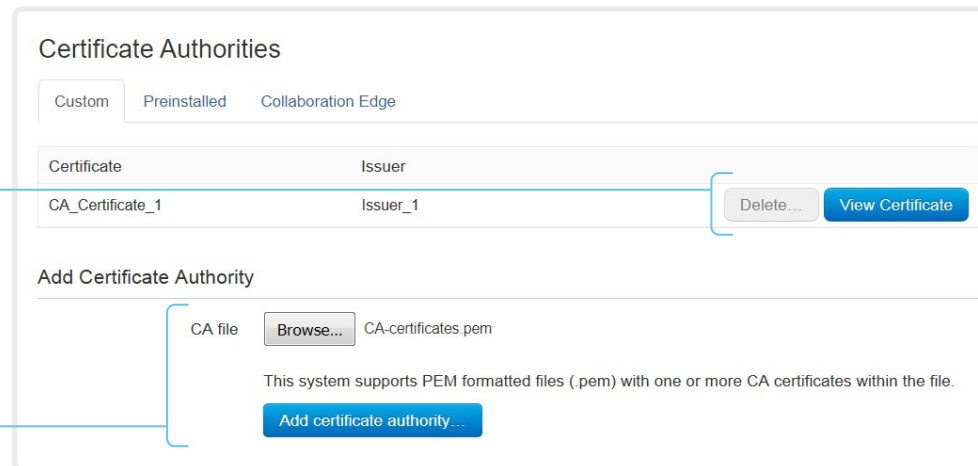 Certificate Authorities
Custom Preinstalled Collaboration Edge
Certificate Issuer
CA_Certificate_1 Issuer_1 Delete... View Certificate
Add Certificate Authority
CA file Browse... CA-certificates.pem
This system supports PEM formatted files (.pem) with one or more CA certificates within the file.
Add certificate authority...